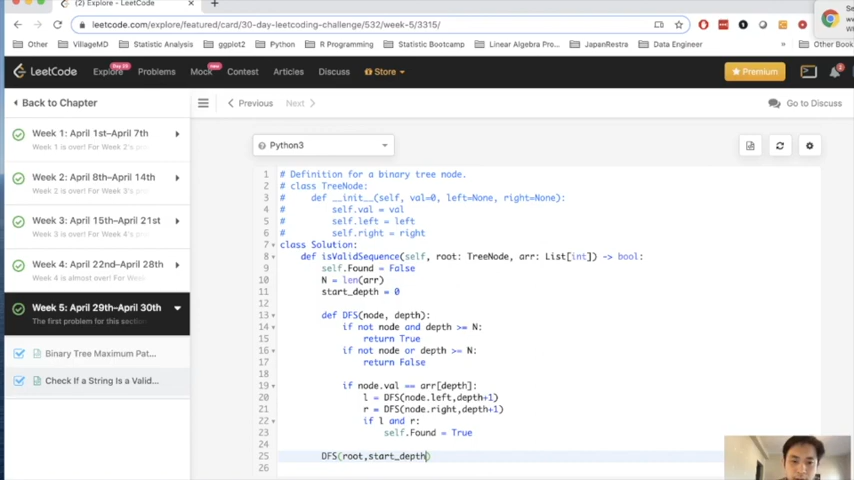 (2) Explore - LeetCode
leetcode.com/explore/featured/card/30-day-leetcoding-challenge/532/week-5/3315/
Other VillageMD Statistical Analysis ggplot2 Python R Programming Statistic Bootcamp Linear Algebra Pro... JapanRestra Data Engineer Other Book
LeetCode Explore Problems Mock new Contest Articles Discuss Store Premium
Back to Chapter
Previous Next Go to Discuss
Week 1: April 1st–April 7th
Week 1 is over! For Week 2's
Week 2: April 8th–April 14th
Week 2 is over! For Week 3's
Week 3: April 15th–April 21st
Week 3 is over! For Week 4's
Week 4: April 22nd–April 28th
Week 4 is almost over! For Week
Week 5: April 29th–April 30th
The first problem for this section
Binary Tree Maximum Pat...
Check If a String Is a Valid...
Python3
1 # Definition for a binary tree node.
2 # class TreeNode:
3 #     def __init__(self, val=0, left=None, right=None):
4 #         self.val = val
5 #         self.left = left
6 #         self.right = right
7 class Solution:
8     def isValidSequence(self, root: TreeNode, arr: List[int]) -> bool:
9         self.Found = False
10         N = len(arr)
11         start_depth = 0
12
13         def DFS(node, depth):
14             if not node and depth >= N:
15                 return True
16             if not node or depth >= N:
17                 return False
18
19             if node.val == arr[depth]:
20                 l = DFS(node.left,depth+1)
21                 r = DFS(node.right,depth+1)
22                 if l and r:
23                     self.Found = True
24
25         DFS(root,start_depth)
26